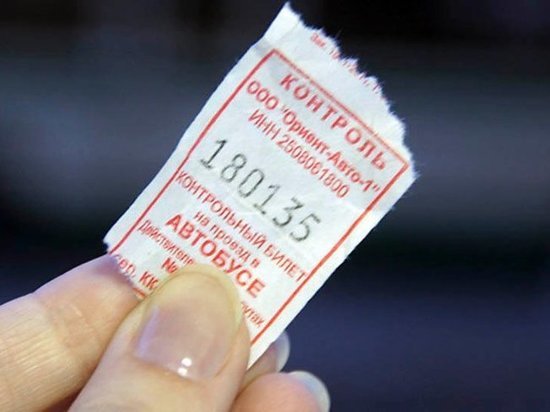 КОНТРОЛЬ
ООО "Ориент-Авто-1"
ИНН 2508061800
180135
КОНТРОЛЬНЫЙ БИЛЕТ
на проезд в
АВТОБУСЕ